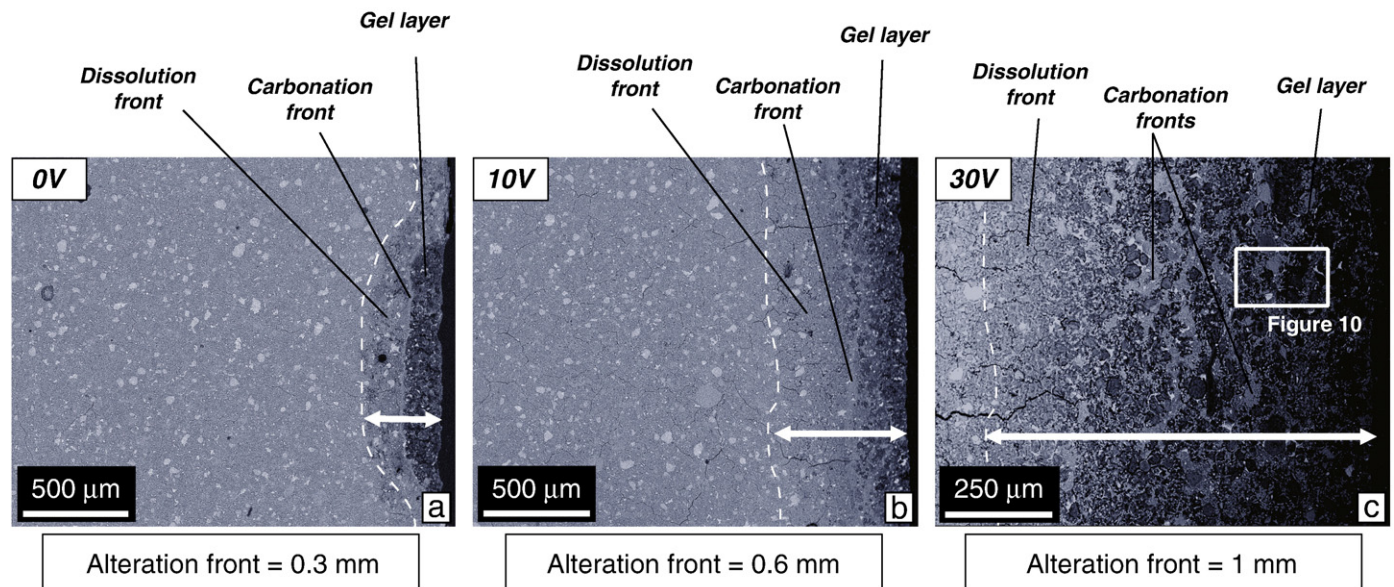 Gel layer
Dissolution
front
Carbonation
front
0V
500 μm
a
Alteration front = 0.3 mm
Gel layer
Dissolution
front
Carbonation
front
10V
500 μm
b
Alteration front = 0.6 mm
Dissolution
front
Carbonation
fronts
Gel layer
30V
Figure 10
250 μm
c
Alteration front = 1 mm